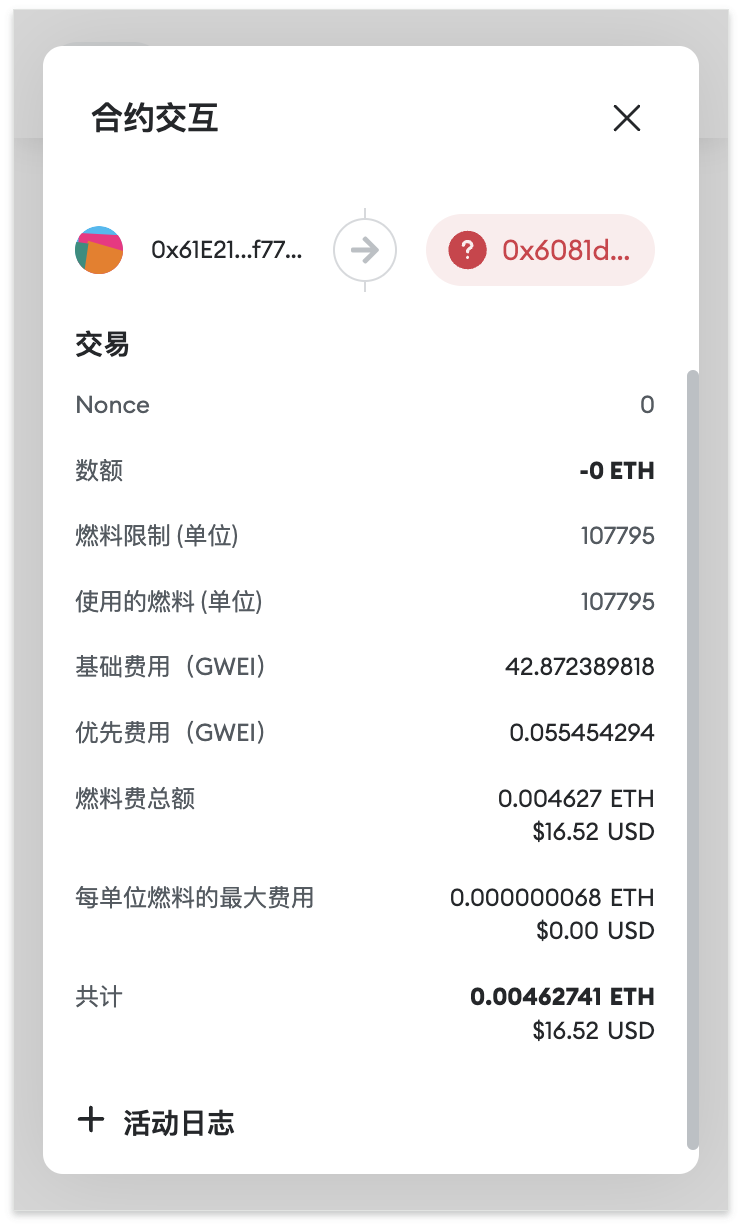 合约交互
0x61E21...f77...
? 0x6081d...
交易
Nonce 0
数额 -0 ETH
燃料限制 (单位) 107795
使用的燃料 (单位) 107795
基础费用（GWEI） 42.872389818
优先费用（GWEI） 0.055454294
燃料费总额 0.004627 ETH
$16.52 USD
每单位燃料的最大费用 0.000000068 ETH
$0.00 USD
共计 0.00462741 ETH
$16.52 USD
+ 活动日志